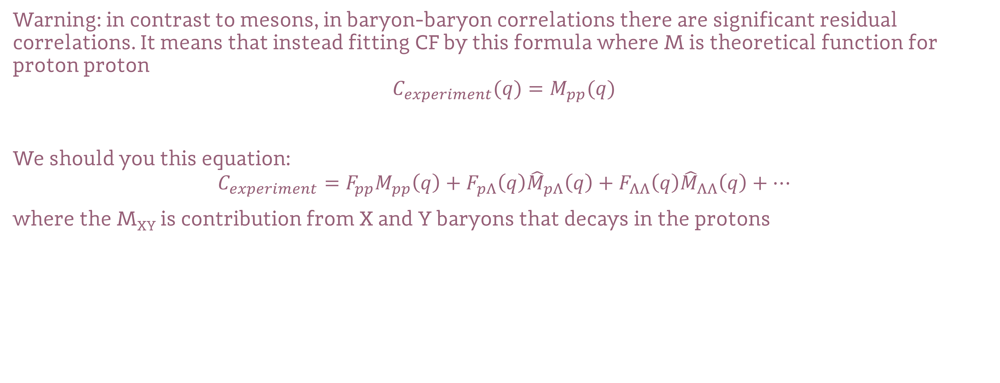 Warning: in contrast to mesons, in baryon-baryon correlations there are significant residual
correlations. It means that instead fitting CF by this formula where M is theoretical function for
proton proton
$C_{experiment}(q) = M_{pp}(q)$
We should you this equation:
$C_{experiment} = F_{pp}M_{pp}(q) + F_{p\Lambda}(q)\widehat{M}_{p\Lambda}(q) + F_{\Lambda\Lambda}(q)\widehat{M}_{\Lambda\Lambda}(q) + \cdots$
where the M_{XY} is contribution from X and Y baryons that decays in the protons